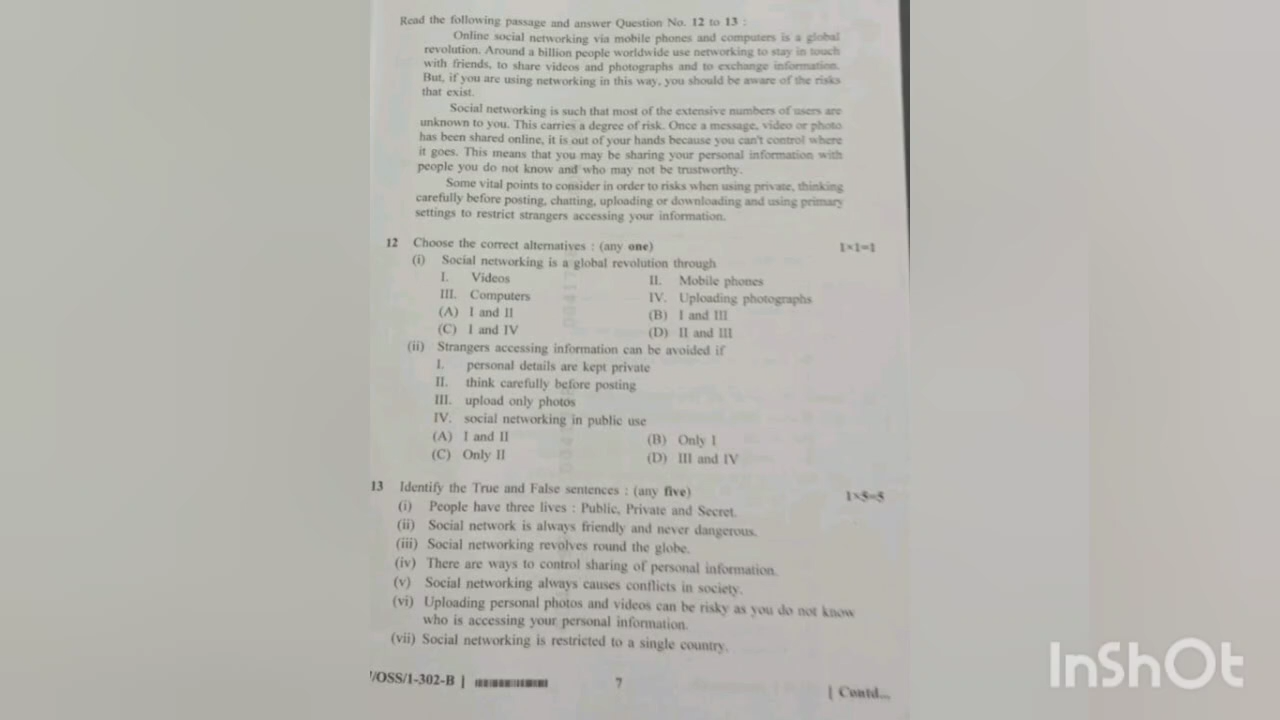 Read the following passage and answer Question No. 12 to 13 :
Online social networking via mobile phones and computers is a global
revolution. Around a billion people worldwide use networking to stay in touch
with friends, to share videos and photographs and to exchange information.
But, if you are using networking in this way, you should be aware of the risks
that exist.
Social networking is such that most of the extensive numbers of users are
unknown to you. This carries a degree of risk. Once a message, video or photo
has been shared online, it is out of your hands because you can't control where
it goes. This means that you may be sharing your personal information with
people you do not know and who may not be trustworthy.
Some vital points to consider in order to risks when using private, thinking
carefully before posting, chatting, uploading or downloading and using primary
settings to restrict strangers accessing your information.
12 Choose the correct alternatives : (any one) 1×1=1
(i) Social networking is a global revolution through
I. Videos II. Mobile phones
III. Computers IV. Uploading photographs
(A) I and II (B) I and III
(C) I and IV (D) II and III
(ii) Strangers accessing information can be avoided if
I. personal details are kept private
II. think carefully before posting
III. upload only photos
IV. social networking in public use
(A) I and II (B) Only I
(C) Only II (D) III and IV
13 Identify the True and False sentences : (any five) 1×5=5
(i) People have three lives : Public, Private and Secret.
(ii) Social network is always friendly and never dangerous.
(iii) Social networking revolves round the globe.
(iv) There are ways to control sharing of personal information.
(v) Social networking always causes conflicts in society.
(vi) Uploading personal photos and videos can be risky as you do not know
who is accessing your personal information.
(vii) Social networking is restricted to a single country.
/OSS/1-302-B ] 7 [ Contd...
InShOt